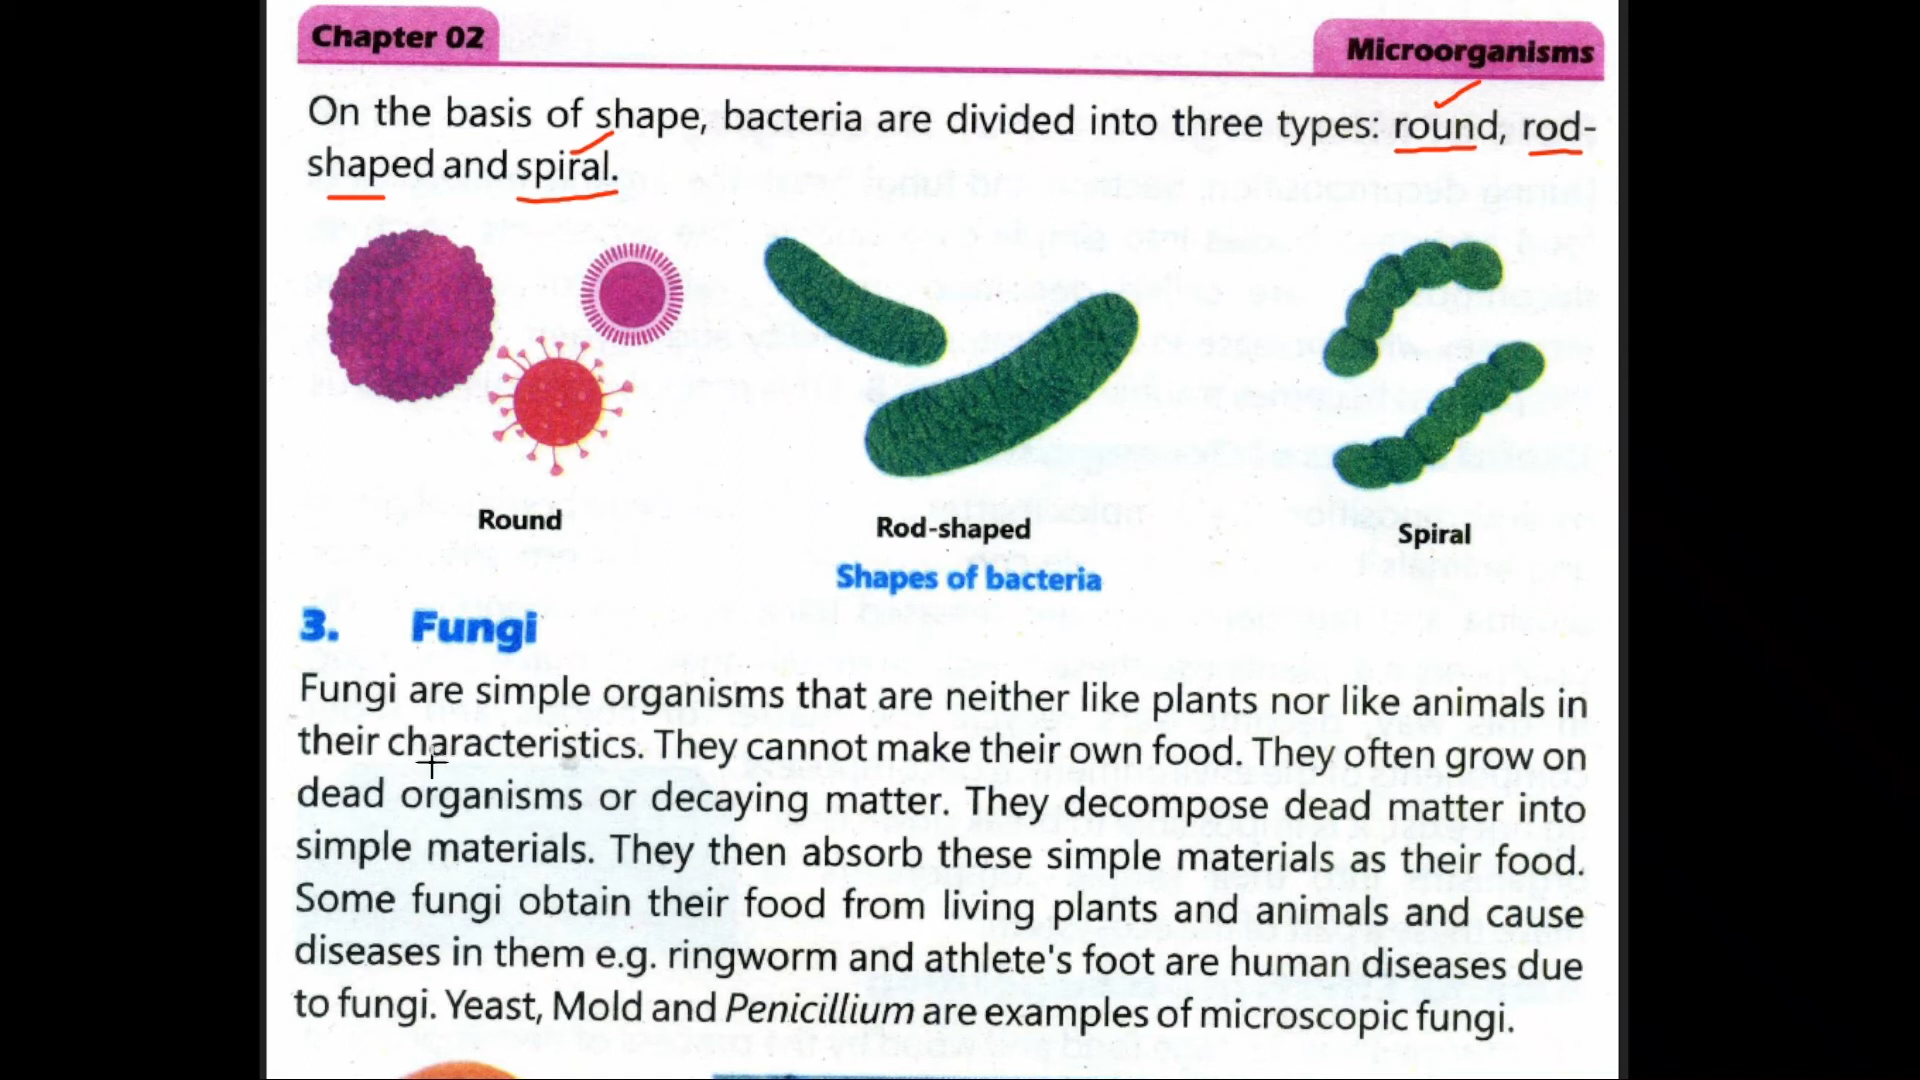 Chapter 02
Microorganisms
On the basis of shape, bacteria are divided into three types: round, rod-
shaped and spiral.
Round
Rod-shaped
Spiral
Shapes of bacteria
3. Fungi
Fungi are simple organisms that are neither like plants nor like animals in
their characteristics. They cannot make their own food. They often grow on
dead organisms or decaying matter. They decompose dead matter into
simple materials. They then absorb these simple materials as their food.
Some fungi obtain their food from living plants and animals and cause
diseases in them e.g. ringworm and athlete's foot are human diseases due
to fungi. Yeast, Mold and Penicillium are examples of microscopic fungi.